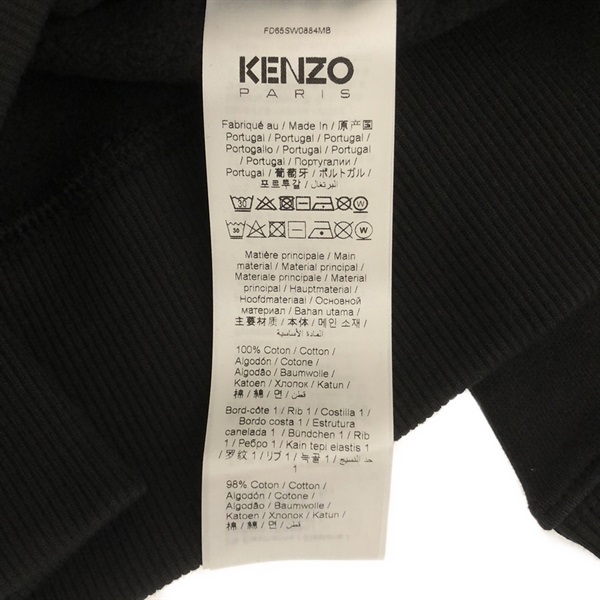 FD65SW0884MB
KENZO
PARIS
Fabriqué au / Made In / 原产国
Portugal / Portugal / Portugal
Portogallo / Portugal / Portugal
/ Portugal / Португалии /
Portugal / 葡萄牙 / ポルトガル /
포르투갈 / البرتغال
30 W
30 W
Matière principale / Main
material / Material principal /
Materiale principale / Material
principal / Hauptmaterial /
Hoofdmateriaal / Основной
материал / Bahan utama /
主要材质 / 本体 / 메인 소재 /
المادة الأساسية
100% Coton / Cotton /
Algodón / Cotone /
Algodão / Baumwolle /
Katoen / Хлопок / Katun /
棉 / 綿 / 면 / قطن
Bord-côte 1 / Rib 1 / Costilla 1 /
Bordo costa 1 / Estrutura
canelada 1 / Bündchen 1 / Rib
1 / Ребро 1 / Kain tepi elastis 1
/ 罗纹 1 / リブ 1 / 녹골 1 / حد النسيج
1
98% Coton / Cotton /
Algodón / Cotone /
Algodão / Baumwolle /
Katoen / Хлопок / Katun /
棉 / 綿 / 면 / قطن